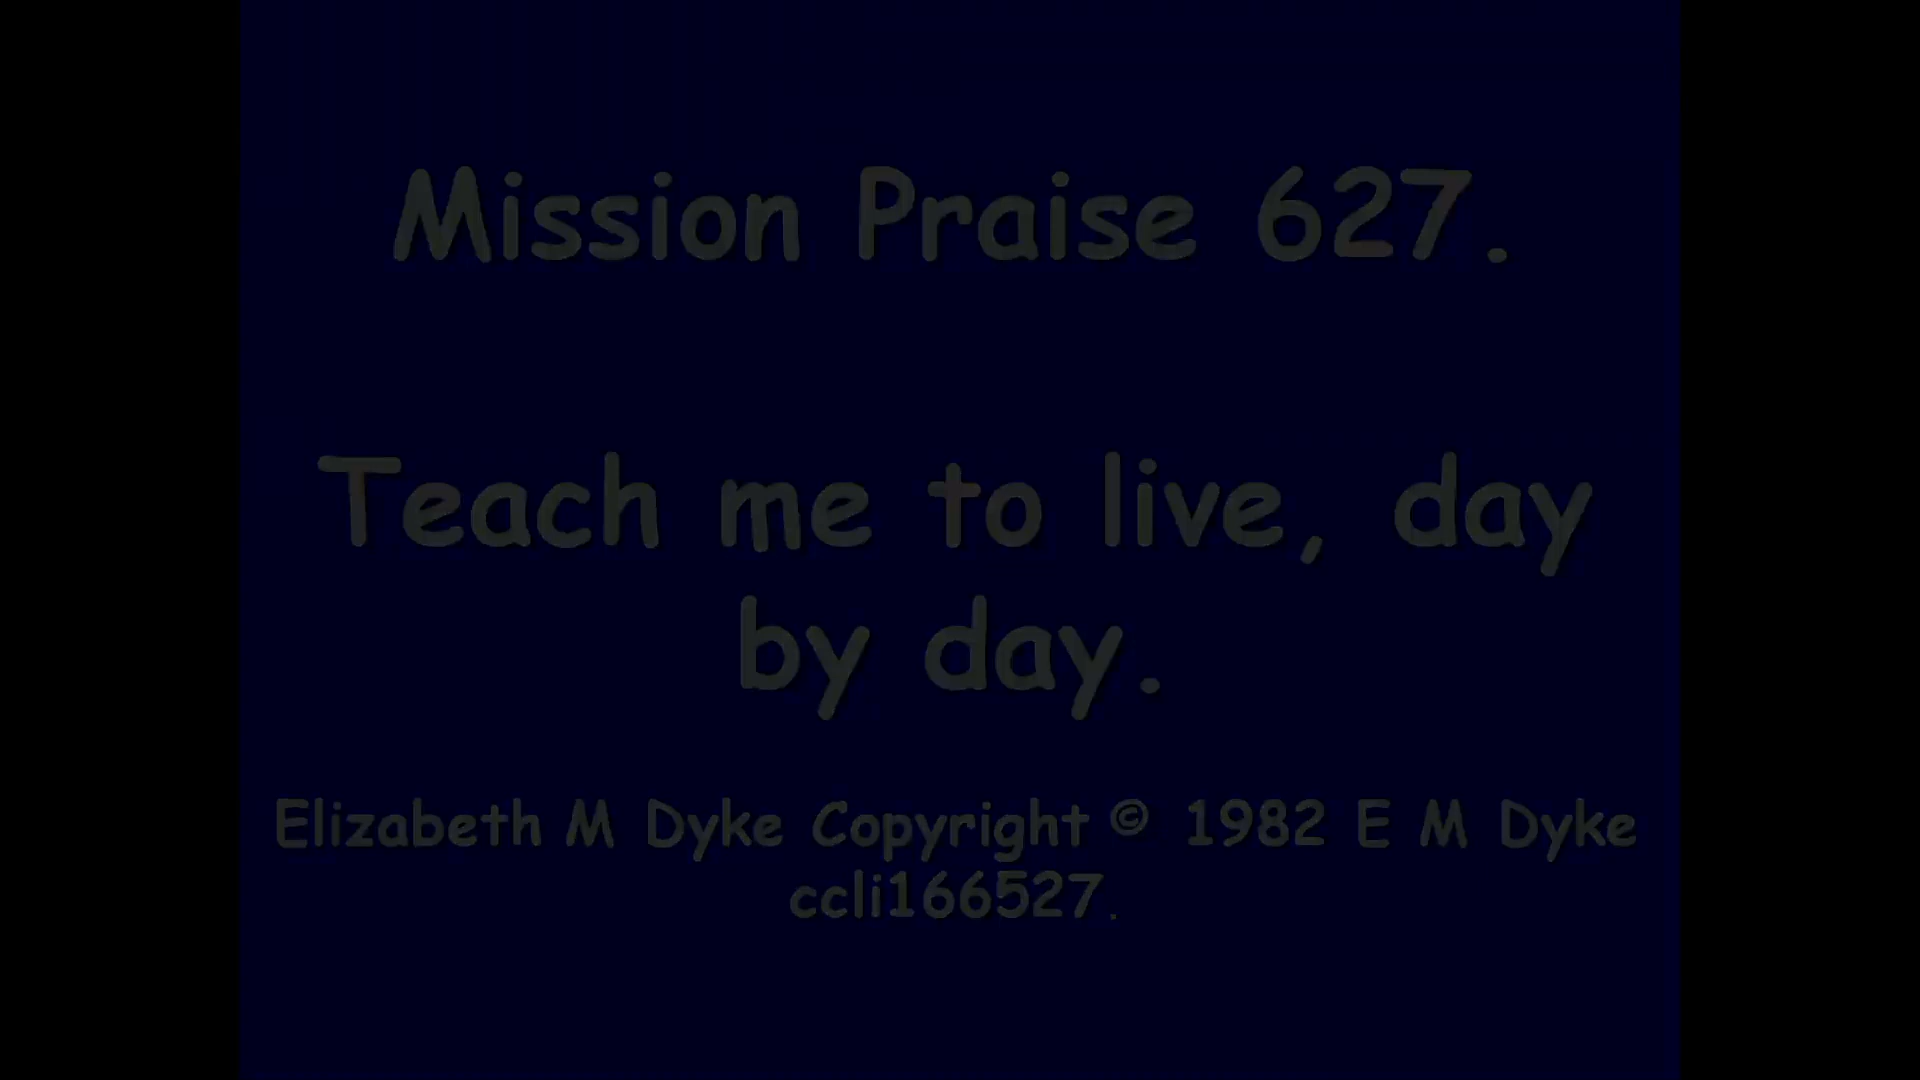 Mission Praise 627.
Teach me to live, day
by day.
Elizabeth M Dyke Copyright © 1982 E M Dyke
ccli166527.